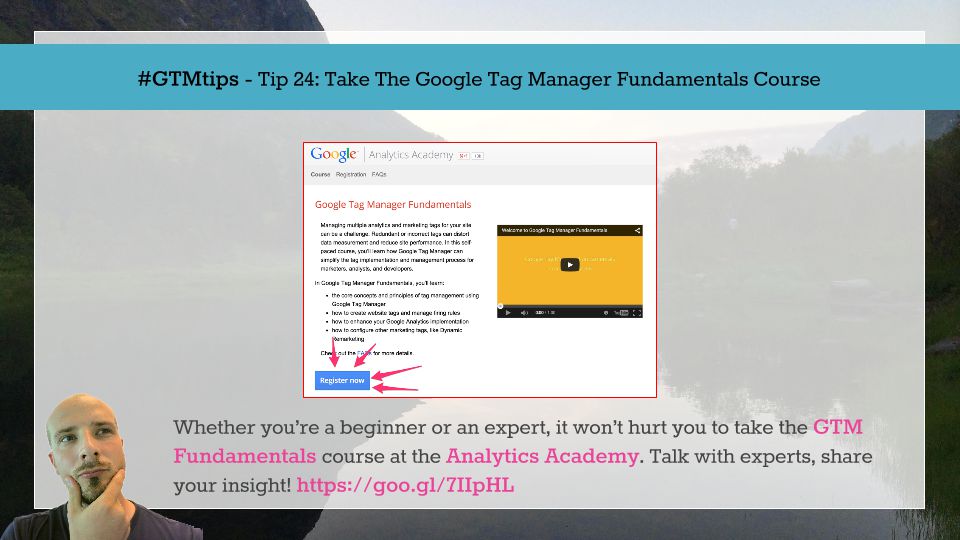 #GTMtips - Tip 24: Take The Google Tag Manager Fundamentals Course
Google Analytics Academy
Course Registration FAQs
Google Tag Manager Fundamentals
Managing multiple analytics and marketing tags for your site
can be a challenge. Redundant or incorrect tags can distort
data measurement and reduce site performance. In this self-
paced course, you'll learn how Google Tag Manager can
simplify the tag implementation and management process for
marketers, analysts, and developers.
In Google Tag Manager Fundamentals, you'll learn:
• the core concepts and principles of tag management using
Google Tag Manager
• how to create website tags and manage firing rules
• how to enhance your Google Analytics implementation
• how to configure other marketing tags, like Dynamic
Remarketing
Check out the FAQs for more details.
Register now
Welcome to Google Tag Manager Fundamentals
YouTube
Whether you're a beginner or an expert, it won't hurt you to take the GTM
Fundamentals course at the Analytics Academy. Talk with experts, share
your insight! https://goo.gl/7IIpHL